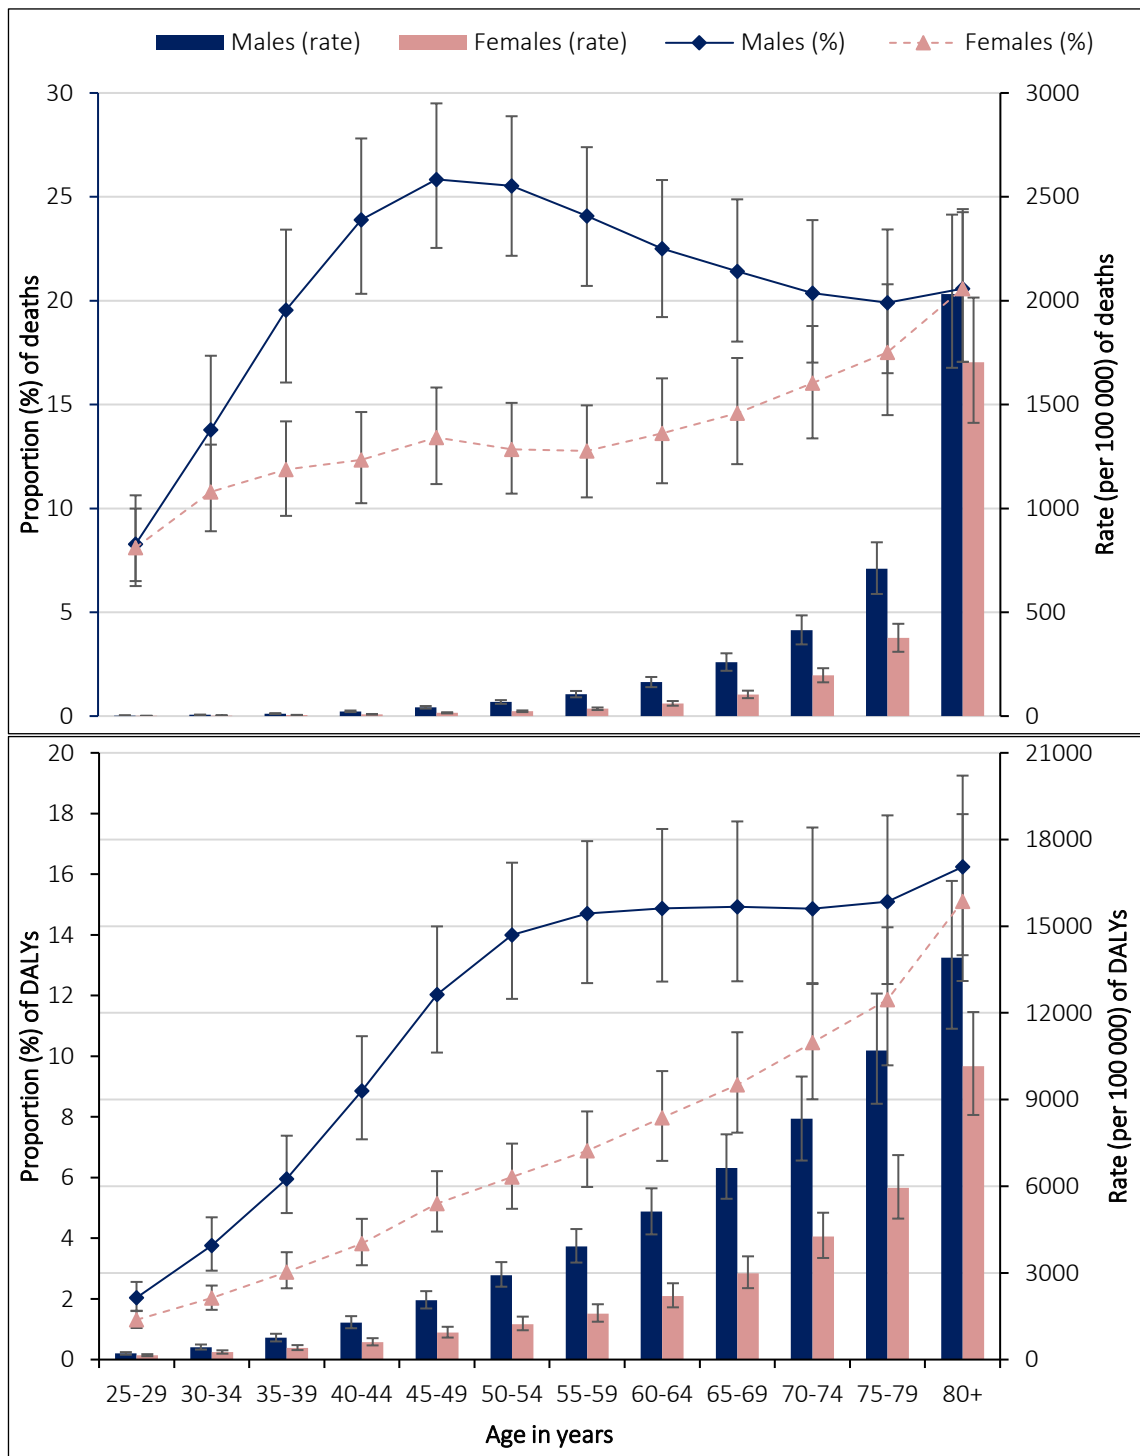 Males (rate) Females (rate) Males (%) Females (%)
30 3000
25 2500
20 2000
15 1500
10 1000
5 500
0 0
Proportion (%) of deaths
Rate (per 100 000) of deaths
20 21000
18 18000
16
14 15000
12 12000
10
8 9000
6 6000
4
2 3000
0 0
Proportion (%) of DALYs
Rate (per 100 000) of DALYs
25-29 30-34 35-39 40-44 45-49 50-54 55-59 60-64 65-69 70-74 75-79 80+
Age in years